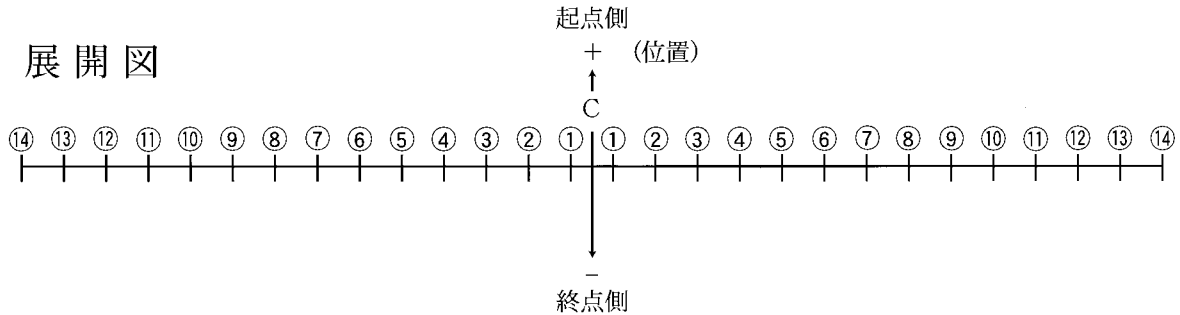 起点側
+ (位置)
展開図
C
⑭ ⑬ ⑫ ⑪ ⑩ ⑨ ⑧ ⑦ ⑥ ⑤ ④ ③ ② ① ① ② ③ ④ ⑤ ⑥ ⑦ ⑧ ⑨ ⑩ ⑪ ⑫ ⑬ ⑭
−
終点側